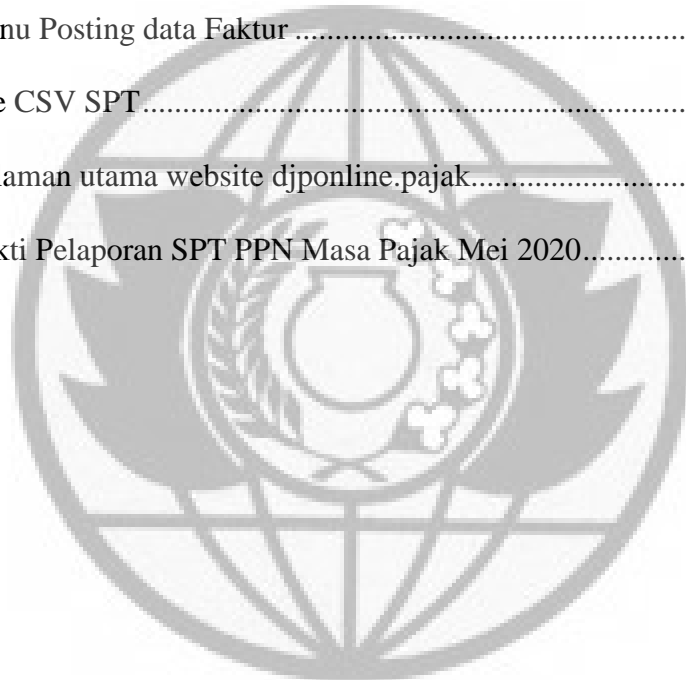 nu Posting data Faktur ..........................................
e CSV SPT ..........................................................................
aman utama website djponline.pajak ............................
kti Pelaporan SPT PPN Masa Pajak Mei 2020 .............